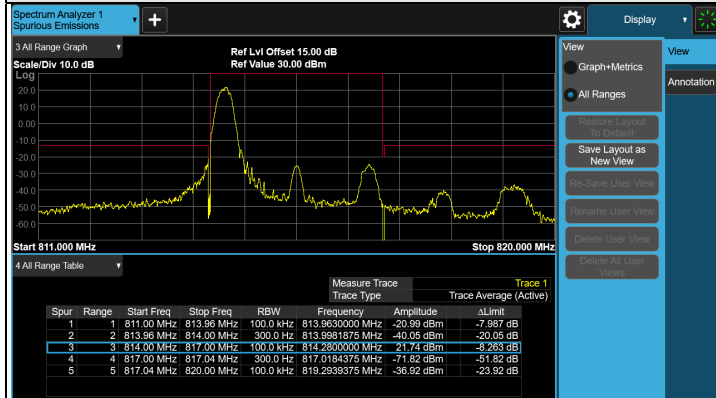 Spectrum Analyzer 1
Spurious Emissions
Display
3 All Range Graph
Scale/Div 10.0 dB
Ref Lvl Offset 15.00 dB
Ref Value 30.00 dBm
Log
20.0
10.0
0.00
-10.0
-20.0
-30.0
-40.0
-50.0
-60.0
Start 811.000 MHz
Stop 820.000 MHz
4 All Range Table
Measure Trace Trace 1
Trace Type Trace Average (Active)
Spur Range Start Freq Stop Freq RBW Frequency Amplitude ΔLimit
1 1 811.00 MHz 813.96 MHz 100.0 kHz 813.9630000 MHz -20.99 dBm -7.987 dB
2 2 813.96 MHz 814.00 MHz 300.0 Hz 813.9981875 MHz -40.05 dBm -20.05 dB
3 3 814.00 MHz 817.00 MHz 100.0 kHz 814.2800000 MHz 21.74 dBm -8.263 dB
4 4 817.00 MHz 817.04 MHz 300.0 Hz 817.0184375 MHz -71.82 dBm -51.82 dB
5 5 817.04 MHz 820.00 MHz 100.0 kHz 819.2939375 MHz -36.92 dBm -23.92 dB
View
Graph+Metrics
All Ranges
Restore Layout
To Default
Save Layout as
New View
Re-Save User View
Rename User View
Delete User View
Delete All User
Views
View
Annotation